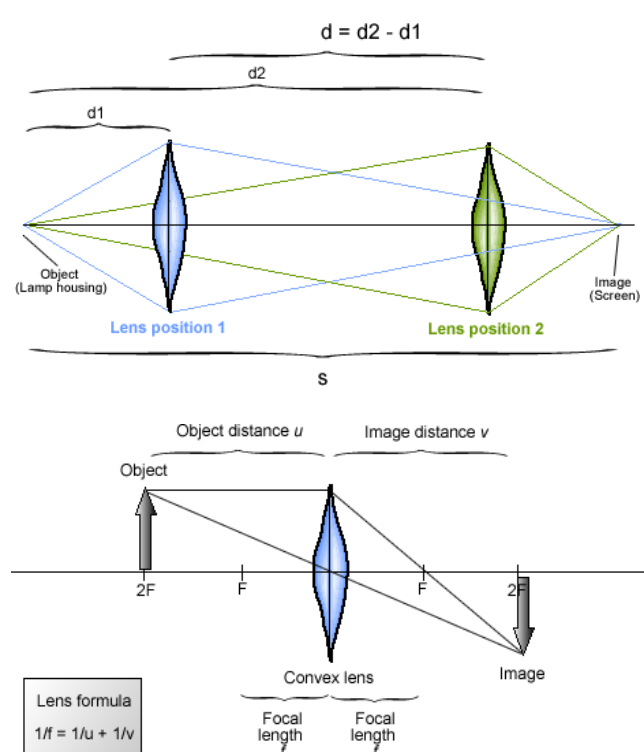 d = d2 - d1
d2
d1
Object
(Lamp housing)
Image
(Screen)
Lens position 1
Lens position 2
s
Object distance u
Image distance v
Object
2F
F
F
2F
Convex lens
Image
Focal
length
f
Focal
length
f
Lens formula
1/f = 1/u + 1/v